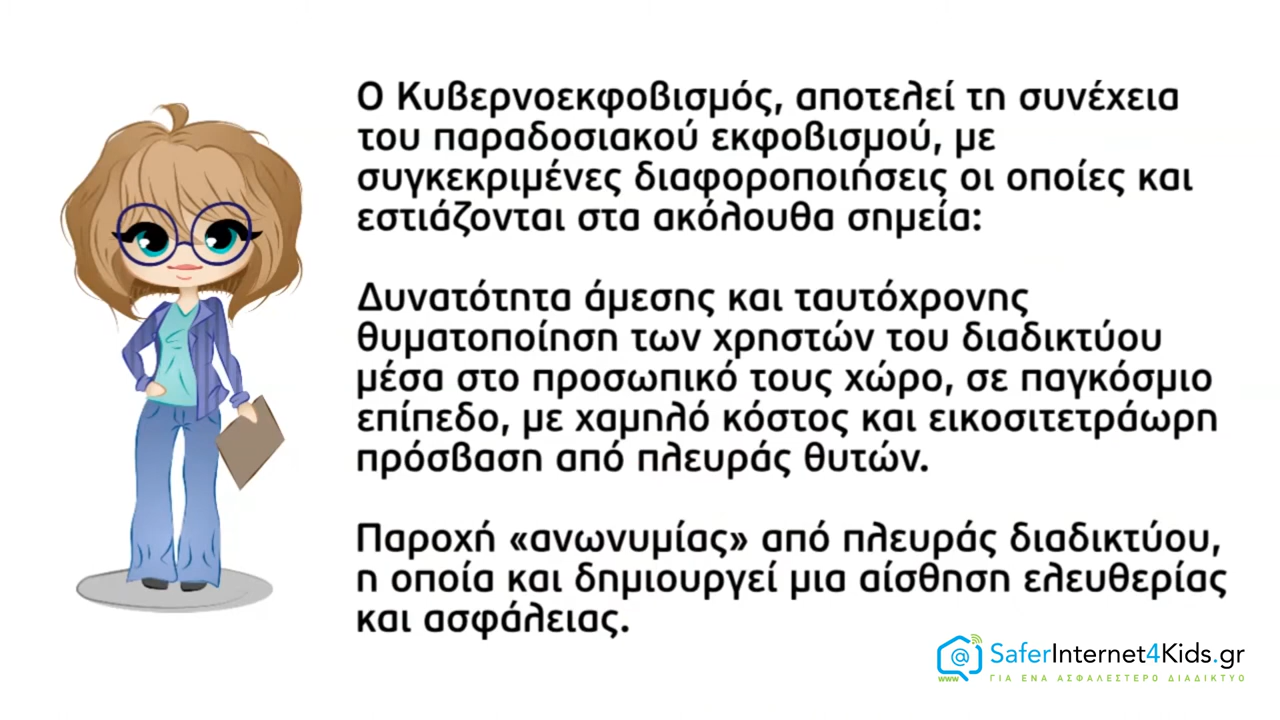 Ο Κυβερνοεκφοβισμός, αποτελεί τη συνέχεια
του παραδοσιακού εκφοβισμού, με
συγκεκριμένες διαφοροποιήσεις οι οποίες και
εστιάζονται στα ακόλουθα σημεία:
Δυνατότητα άμεσης και ταυτόχρονης
θυματοποίηση των χρηστών του διαδικτύου
μέσα στο προσωπικό τους χώρο, σε παγκόσμιο
επίπεδο, με χαμηλό κόστος και εικοσιτετράωρη
πρόσβαση από πλευράς θυτών.
Παροχή «ανωνυμίας» από πλευράς διαδικτύου,
η οποία και δημιουργεί μια αίσθηση ελευθερίας
και ασφάλειας.
@
www
SaferInternet4Kids.gr
ΓΙΑ ΕΝΑ ΑΣΦΑΛΕΣΤΕΡΟ ΔΙΑΔΙΚΤΥΟ